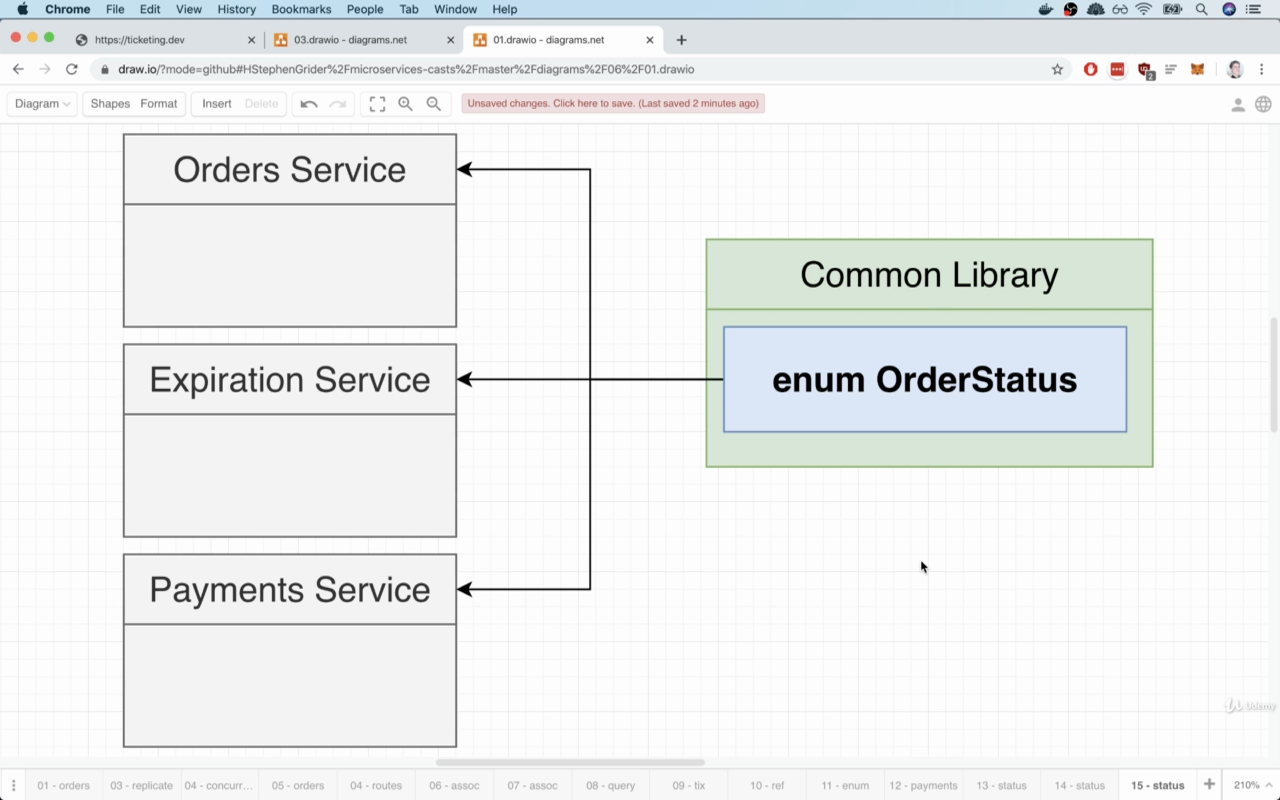 Chrome File Edit View History Bookmarks People Tab Window Help
https://ticketing.dev
03.drawio - diagrams.net
01.drawio - diagrams.net
draw.io/?mode=github#HStephenGrider%2Fmicroservices-casts%2Fmaster%2Fdiagrams%2F06%2F01.drawio
2
Diagram Shapes Format Insert Delete Unsaved changes. Click here to save. (Last saved 2 minutes ago)
Orders Service
Common Library
enum OrderStatus
Expiration Service
Payments Service
Udemy
01 - orders 03 - replicate 04 - concurr... 05 - orders 04 - routes 06 - assoc 07 - assoc 08 - query 09 - tix 10 - ref 11 - enum 12 - payments 13 - status 14 - status 15 - status 210%